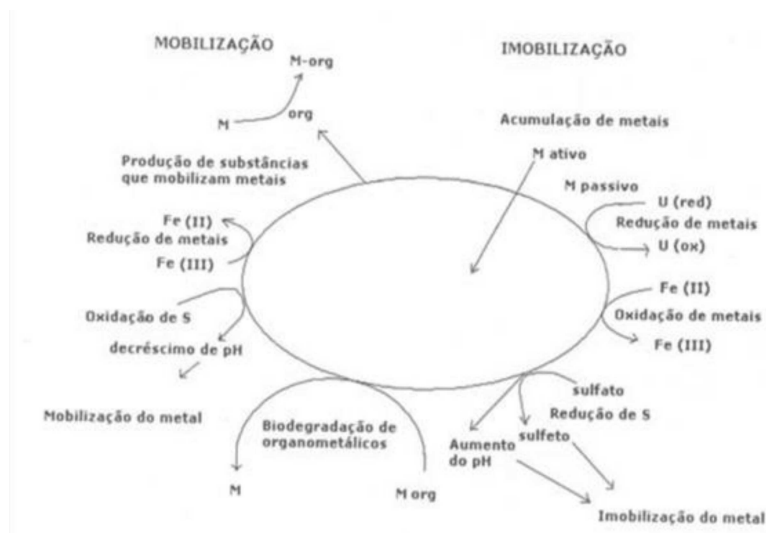 MOBILIZAÇÃO
M-org
org
M
Produção de substâncias
que mobilizam metais
Fe (II)
Redução de metais
Fe (III)
Oxidação de S
decréscimo de pH
Mobilização do metal
Biodegradação de
organometálicos
M
M org
IMOBILIZAÇÃO
Acumulação de metais
M ativo
M passivo
U (red)
Redução de metais
U (ox)
Fe (II)
Oxidação de metais
Fe (III)
sulfato
Redução de S
sulfeto
Aumento
do pH
Imobilização do metal